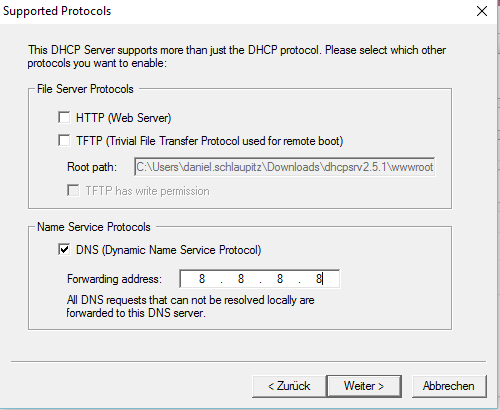 Supported Protocols
This DHCP Server supports more than just the DHCP protocol. Please select which other
protocols you want to enable:
File Server Protocols
HTTP (Web Server)
TFTP (Trivial File Transfer Protocol used for remote boot)
Root path:
C:\Users\daniel.schlaupitz\Downloads\dhcpsrv2.5.1\wwwroot
TFTP has write permission
Name Service Protocols
DNS (Dynamic Name Service Protocol)
Forwarding address:
8 . 8 . 8 . 8
All DNS requests that can not be resolved locally are
forwarded to this DNS server.
< Zurück
Weiter >
Abbrechen